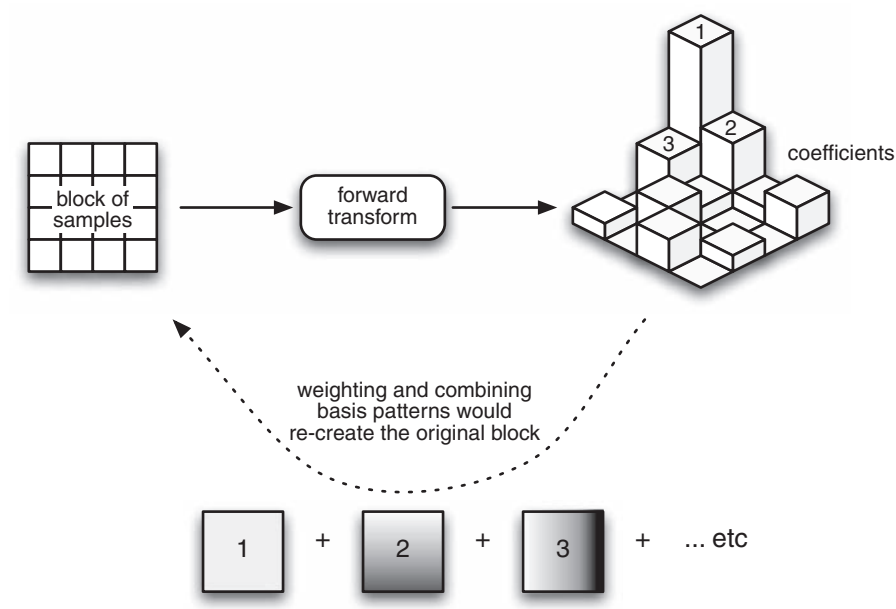 1
2
3
coefficients
block of
samples
forward
transform
weighting and combining
basis patterns would
re-create the original block
1 + 2 + 3 + ... etc